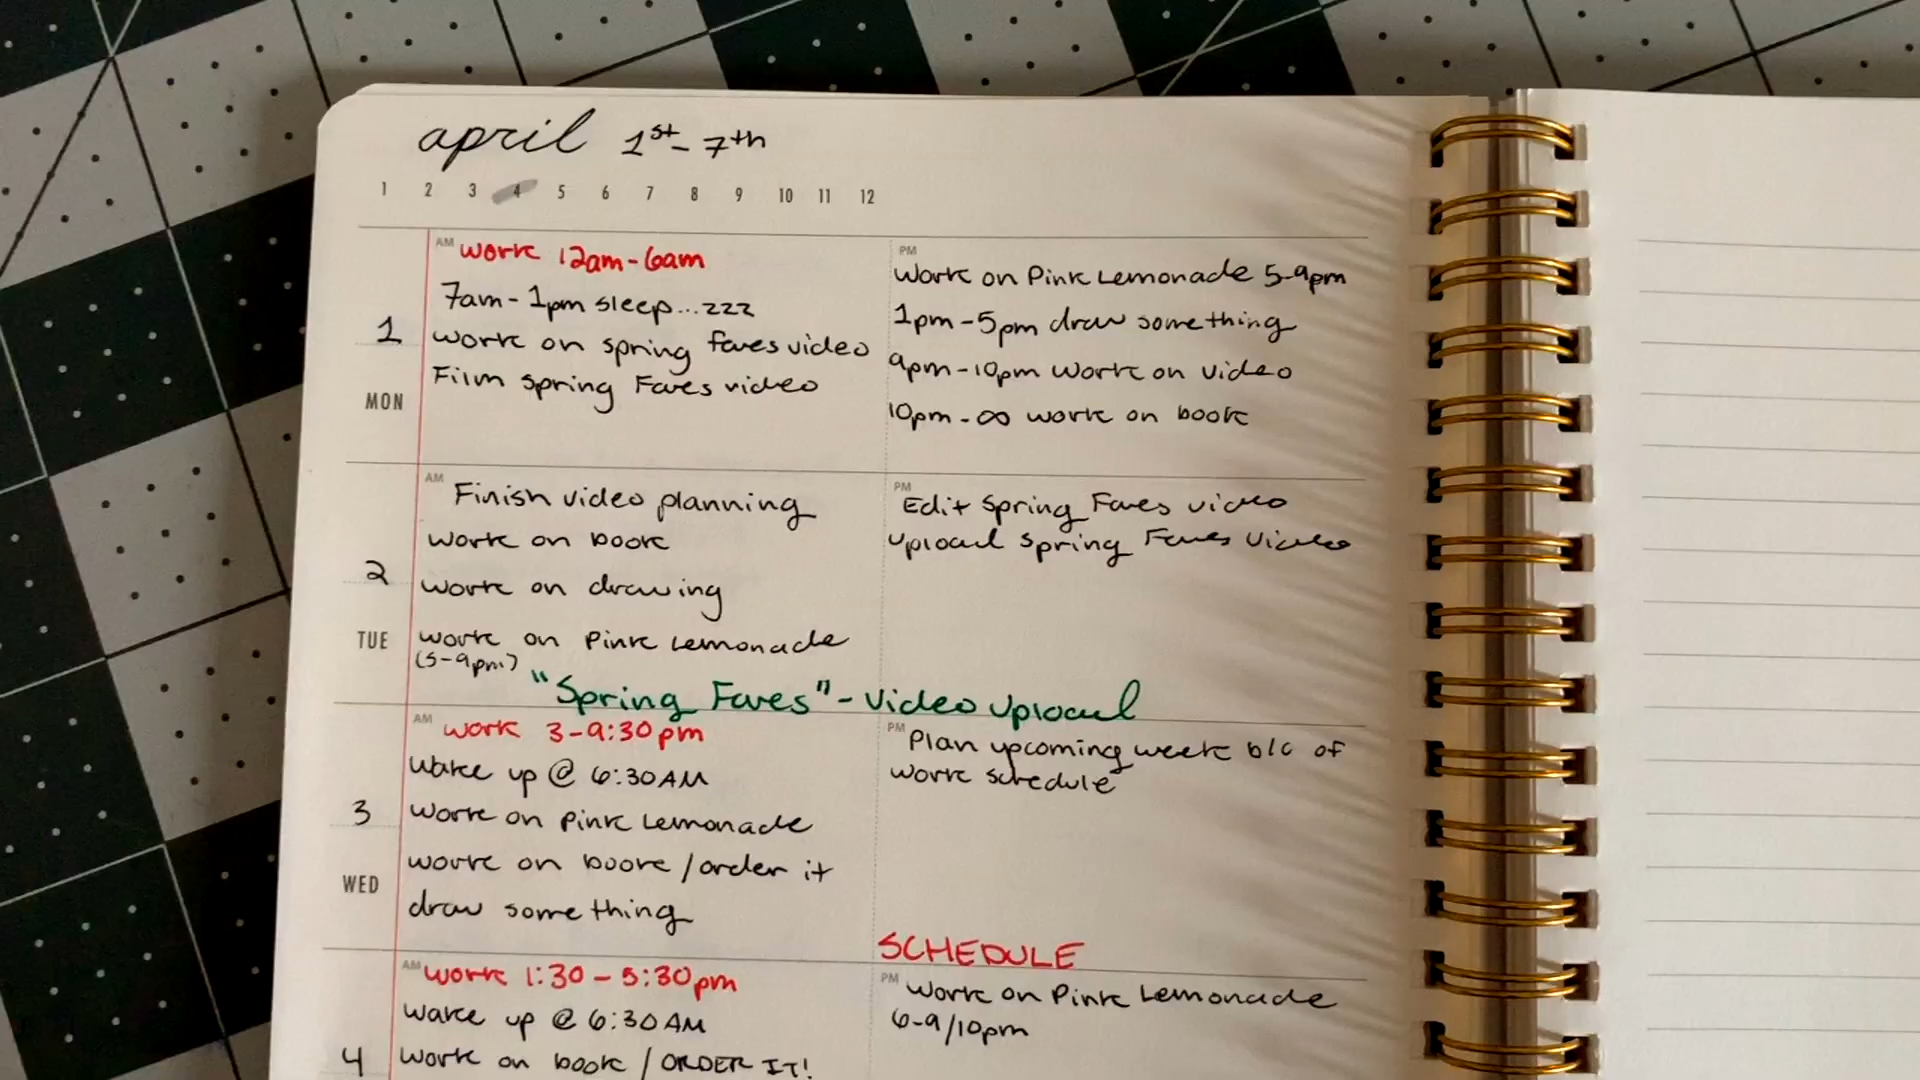 april 1st - 7th
1 2 3 4 5 6 7 8 9 10 11 12
1
MON
AM
work 12am-6am
7am - 1pm sleep...zzz
work on spring faves video
Film spring Faves video
PM
Work on Pink Lemonade 5-9pm
1pm-5pm draw something
9pm-10pm Work on video
10pm-∞ work on book
2
TUE
AM
Finish video planning
work on book
work on drawing
work on Pink Lemonade
(5-9pm)
PM
Edit Spring Faves video
upload spring Faves video
"Spring Faves" - Video Upload
3
WED
AM
work 3-9:30pm
Wake up @ 6:30AM
work on Pink Lemonade
work on book/order it
draw something
PM
Plan upcoming week b/c of
work schedule
SCHEDULE
4
AM
work 1:30 - 5:30pm
wake up @ 6:30AM
work on book / ORDER IT!
PM
work on Pink Lemonade
6-9/10pm